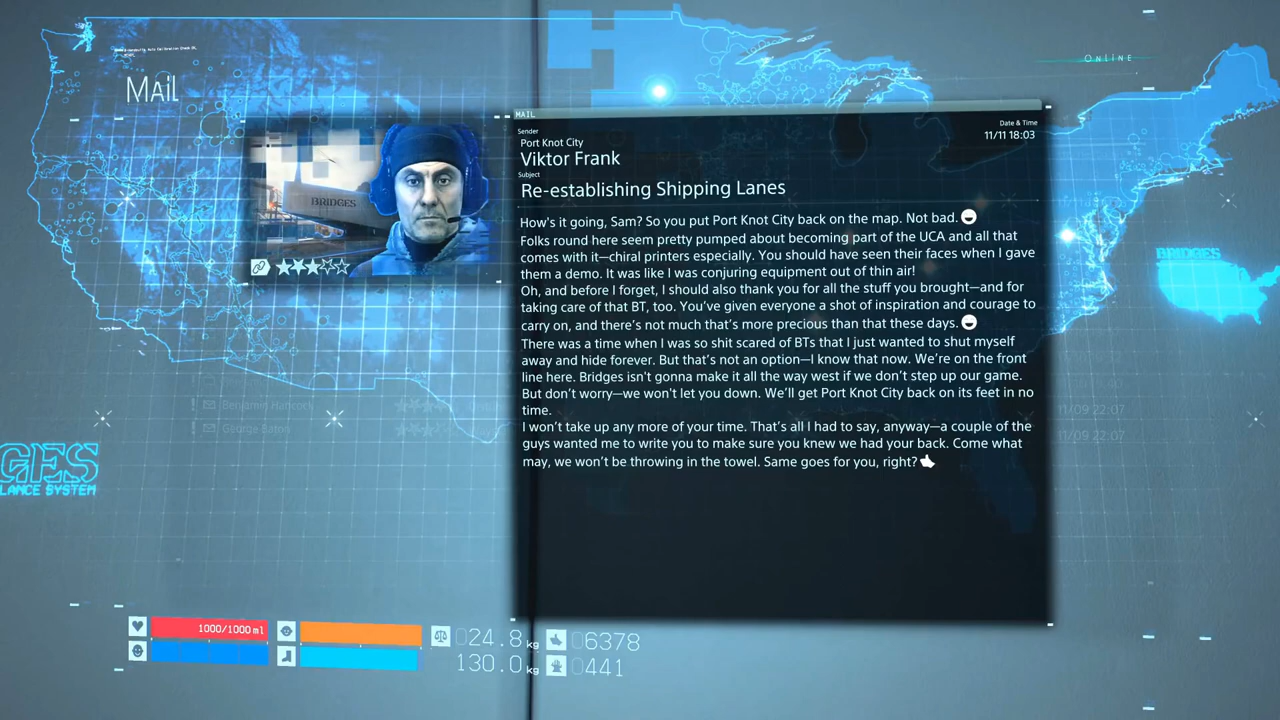 Mail
ONLINE
MAIL
Sender
Port Knot City
Viktor Frank
Subject
Re-establishing Shipping Lanes
Date & Time
11/11 18:03
How's it going, Sam? So you put Port Knot City back on the map. Not bad.
Folks round here seem pretty pumped about becoming part of the UCA and all that
comes with it—chiral printers especially. You should have seen their faces when I gave
them a demo. It was like I was conjuring equipment out of thin air!
Oh, and before I forget, I should also thank you for all the stuff you brought—and for
taking care of that BT, too. You've given everyone a shot of inspiration and courage to
carry on, and there's not much that's more precious than that these days.
There was a time when I was so shit scared of BTs that I just wanted to shut myself
away and hide forever. But that's not an option—I know that now. We're on the front
line here. Bridges isn't gonna make it all the way west if we don't step up our game.
But don't worry—we won't let you down. We'll get Port Knot City back on its feet in no
time.
I won't take up any more of your time. That's all I had to say, anyway—a couple of the
guys wanted me to write you to make sure you knew we had your back. Come what
may, we won't be throwing in the towel. Same goes for you, right?
BRIDGES
BRIDGES
Benjamin Hancock
11/09 22:07
George Baton
11/09 22:07
GES
LANCE SYSTEM
1000/1000 ml
024.8 kg
130.0 kg
06378
0441